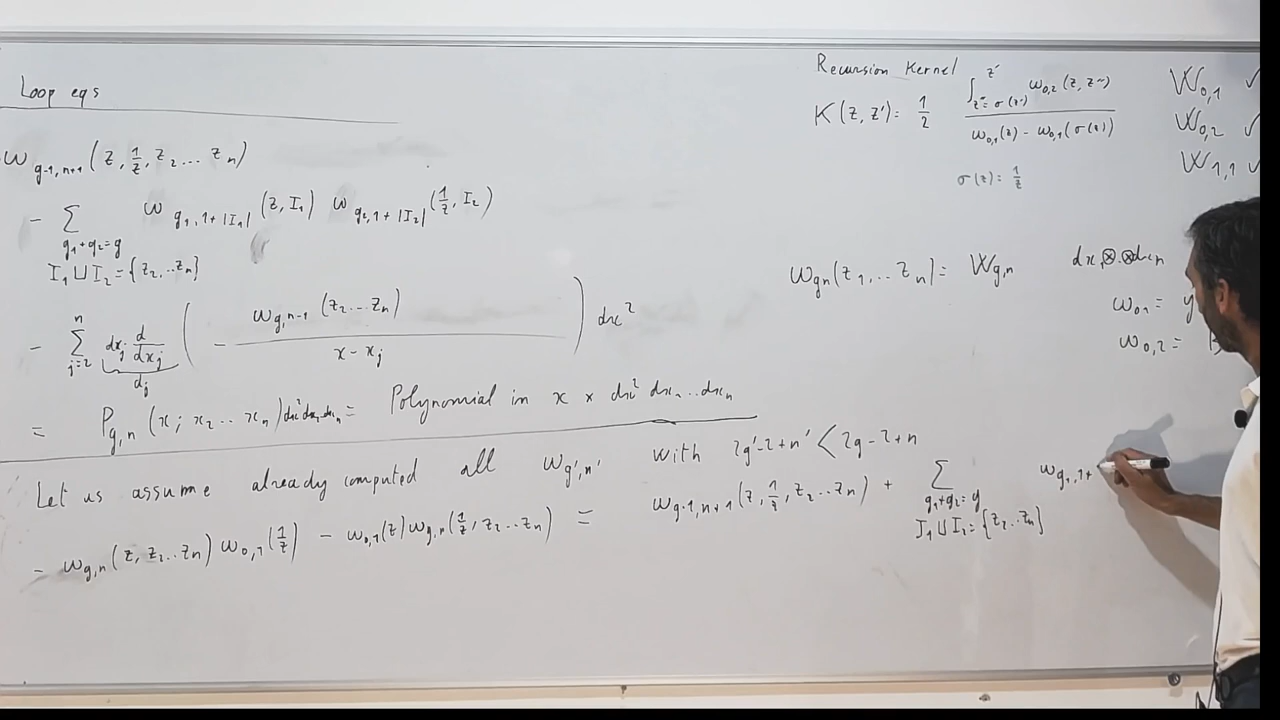 Loop eqs
ω_{g-1,n+1}(z, 1/z, z_2 ... z_n)
- Σ_{g_1+g_2=g, I_1⊔I_2={z_2,..z_n}} ω_{g_1,1+|I_1|}(z, I_1) ω_{g_2,1+|I_2|}(1/z, I_2)
- Σ_{j=2}^{n} dx_j d/dx_j ( - ω_{g,n-1}(z_2...z_n) / (x - x_j) ) dx^2
d_j
= P_{g,n}(x; x_2 .. x_n) dx^2 dx_2 dx_n = Polynomial in x × dx^2 dx_2...dx_n
Let us assume already computed all ω_{g',n'} with 2g'-2+n' < 2g-2+n
- ω_{g,n}(z, z_2..z_n) ω_{0,1}(1/z) - ω_{0,1}(z) ω_{g,n}(1/z, z_2..z_n) = ω_{g-1,n+1}(z, 1/z, z_2..z_n) + Σ_{g_1+g_2=g, I_1⊔I_2={z_2..z_n}} ω_{g_1,1+
Recursion Kernel
K(z, z') = 1/2 ∫_{z''=σ(z')}^{z'} ω_{0,2}(z, z'') / (ω_{0,1}(z) - ω_{0,1}(σ(z)))
σ(z) = 1/z
W_{0,1} ✓
W_{0,2} ✓
W_{1,1} ✓
ω_{gn}(z_1,...z_n) = W_{g,n} dx_1⊗..⊗dx_n
ω_{01} = y
ω_{0,2} = B